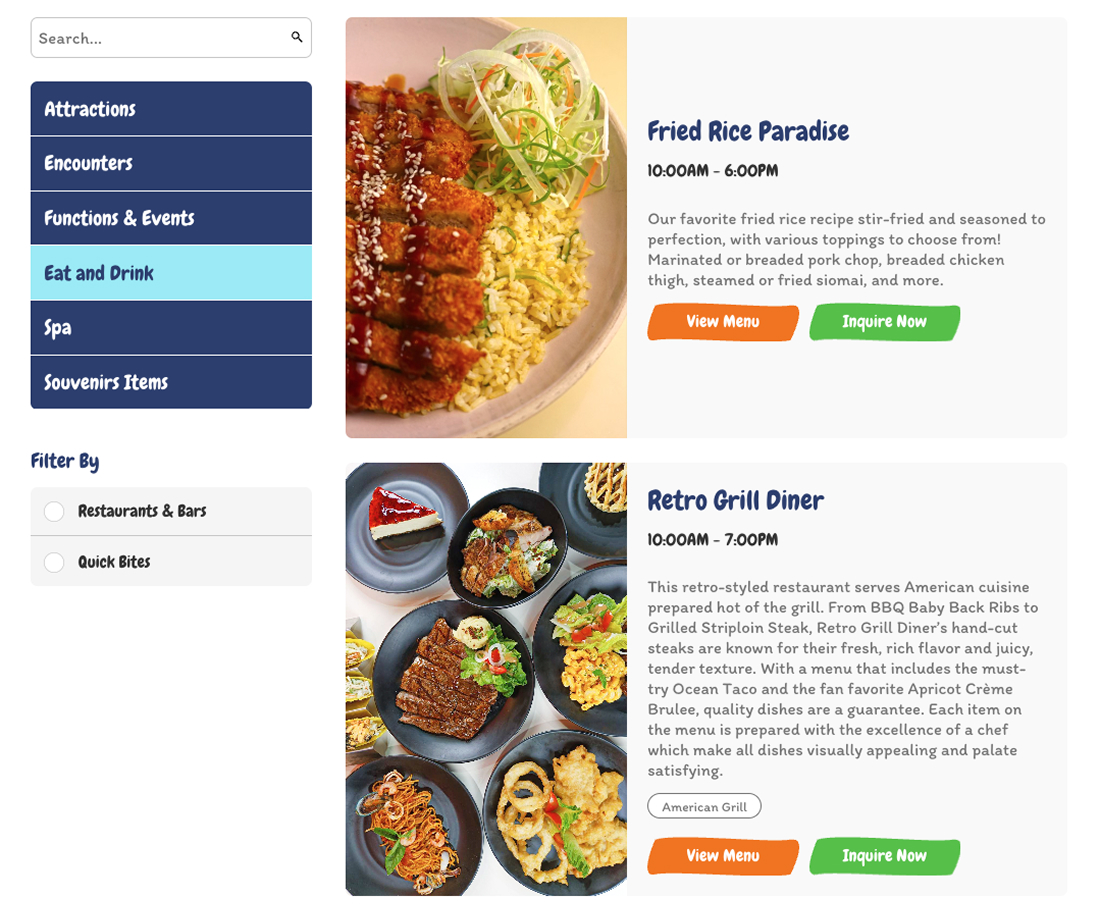 Search...
Attractions
Encounters
Functions & Events
Eat and Drink
Spa
Souvenirs Items
Filter By
Restaurants & Bars
Quick Bites
Fried Rice Paradise
10:00AM - 6:00PM
Our favorite fried rice recipe stir-fried and seasoned to
perfection, with various toppings to choose from!
Marinated or breaded pork chop, breaded chicken
thigh, steamed or fried siomai, and more.
View Menu
Inquire Now
Retro Grill Diner
10:00AM - 7:00PM
This retro-styled restaurant serves American cuisine
prepared hot of the grill. From BBQ Baby Back Ribs to
Grilled Striploin Steak, Retro Grill Diner's hand-cut
steaks are known for their fresh, rich flavor and juicy,
tender texture. With a menu that includes the must-
try Ocean Taco and the fan favorite Apricot Crème
Brulee, quality dishes are a guarantee. Each item on
the menu is prepared with the excellence of a chef
which make all dishes visually appealing and palate
satisfying.
American Grill
View Menu
Inquire Now